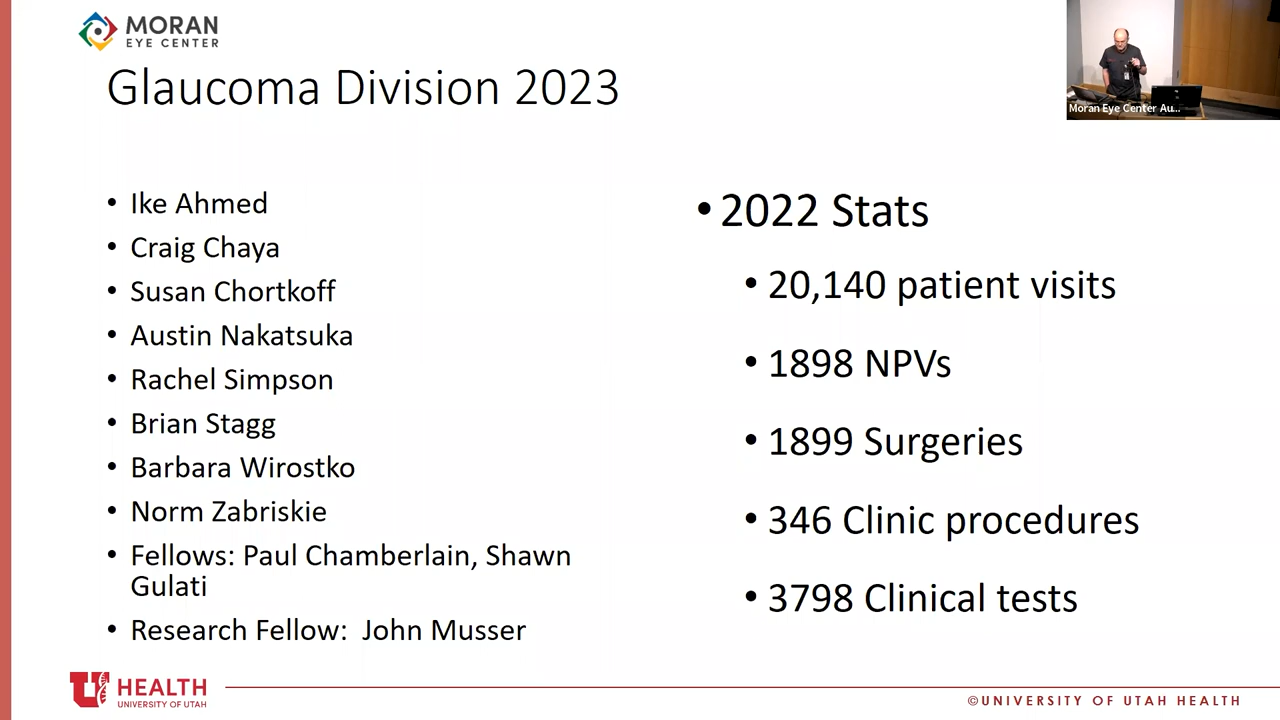 MORAN
EYE CENTER
Glaucoma Division 2023
Moran Eye Center Au...
• Ike Ahmed
• Craig Chaya
• Susan Chortkoff
• Austin Nakatsuka
• Rachel Simpson
• Brian Stagg
• Barbara Wirostko
• Norm Zabriskie
• Fellows: Paul Chamberlain, Shawn
Gulati
• Research Fellow: John Musser
• 2022 Stats
• 20,140 patient visits
• 1898 NPVs
• 1899 Surgeries
• 346 Clinic procedures
• 3798 Clinical tests
U HEALTH
UNIVERSITY OF UTAH
©UNIVERSITY OF UTAH HEALTH